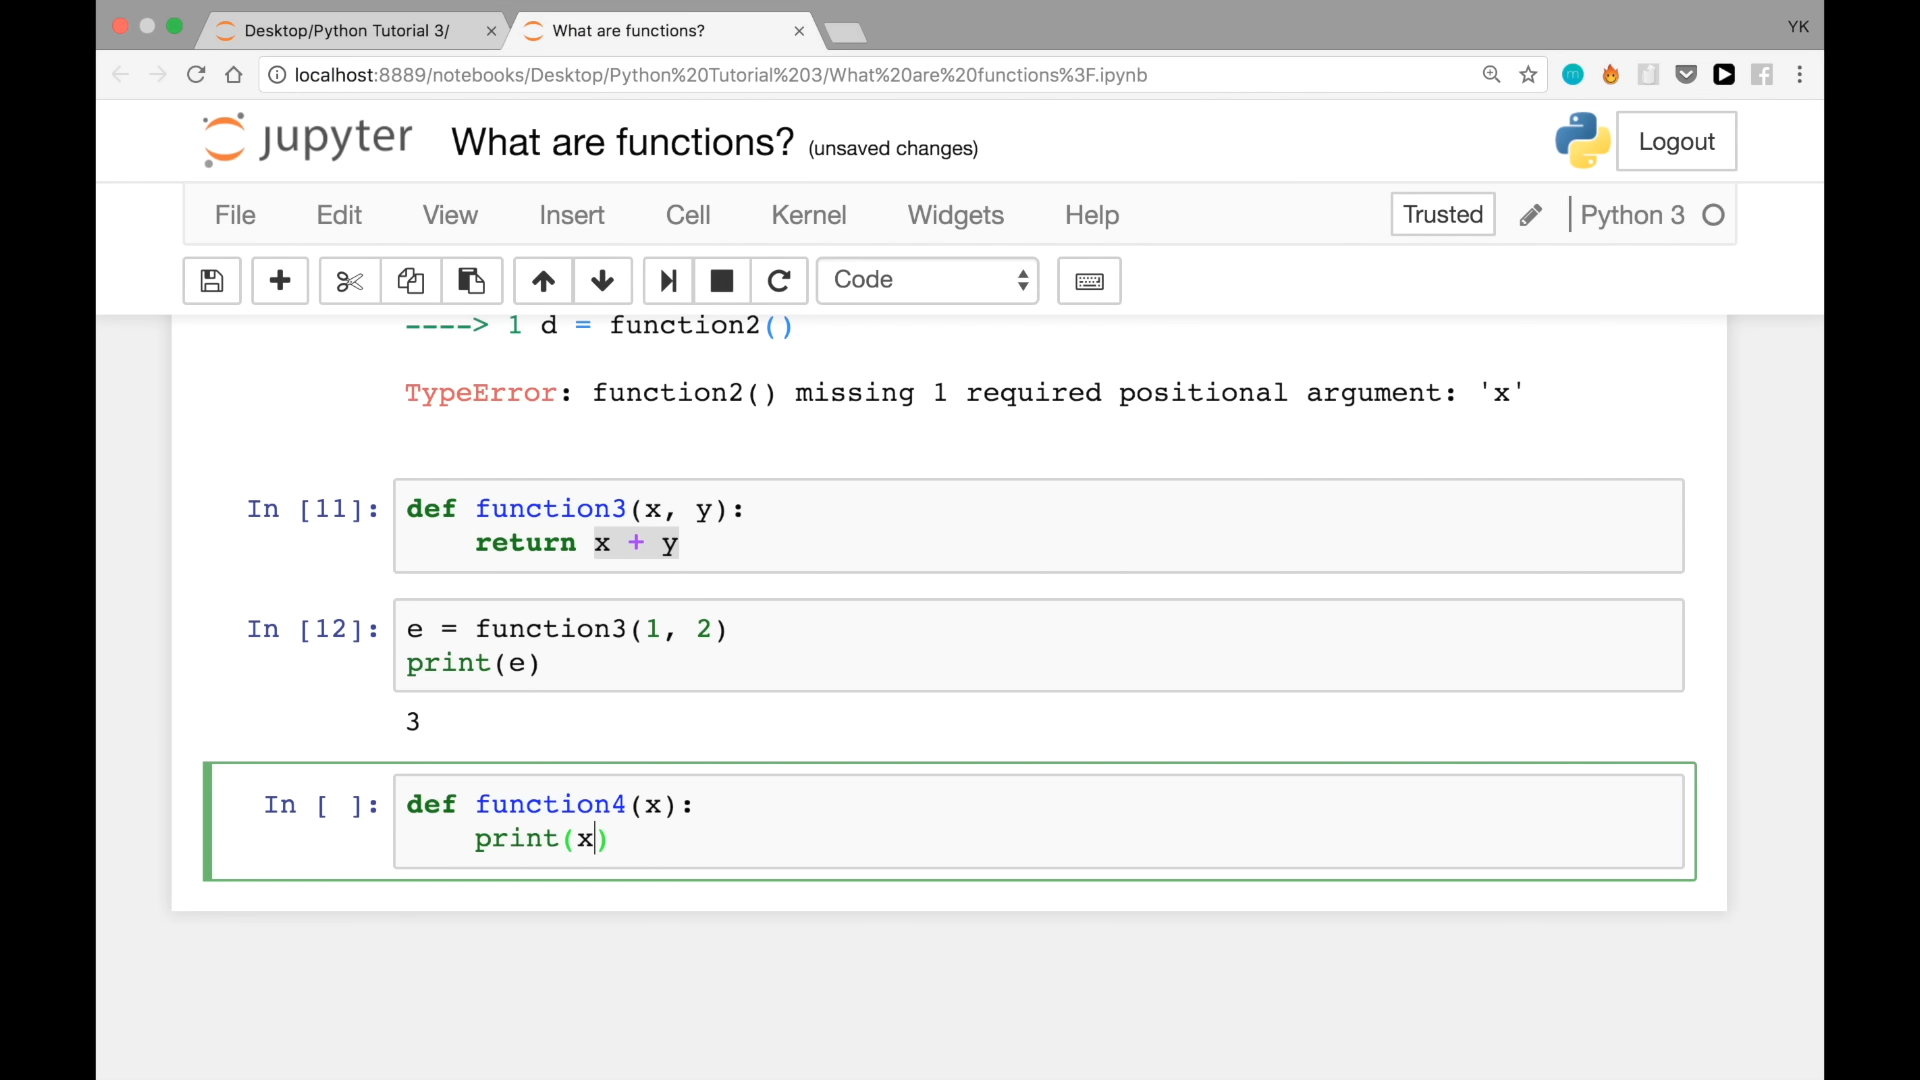 Desktop/Python Tutorial 3/
What are functions?
YK
localhost:8889/notebooks/Desktop/Python%20Tutorial%203/What%20are%20functions%3F.ipynb
jupyter What are functions? (unsaved changes)
Logout
File Edit View Insert Cell Kernel Widgets Help Trusted Python 3
Code
----> 1 d = function2()
TypeError: function2() missing 1 required positional argument: 'x'
In [11]: def function3(x, y):
return x + y
In [12]: e = function3(1, 2)
print(e)
3
In [ ]: def function4(x):
print(x)